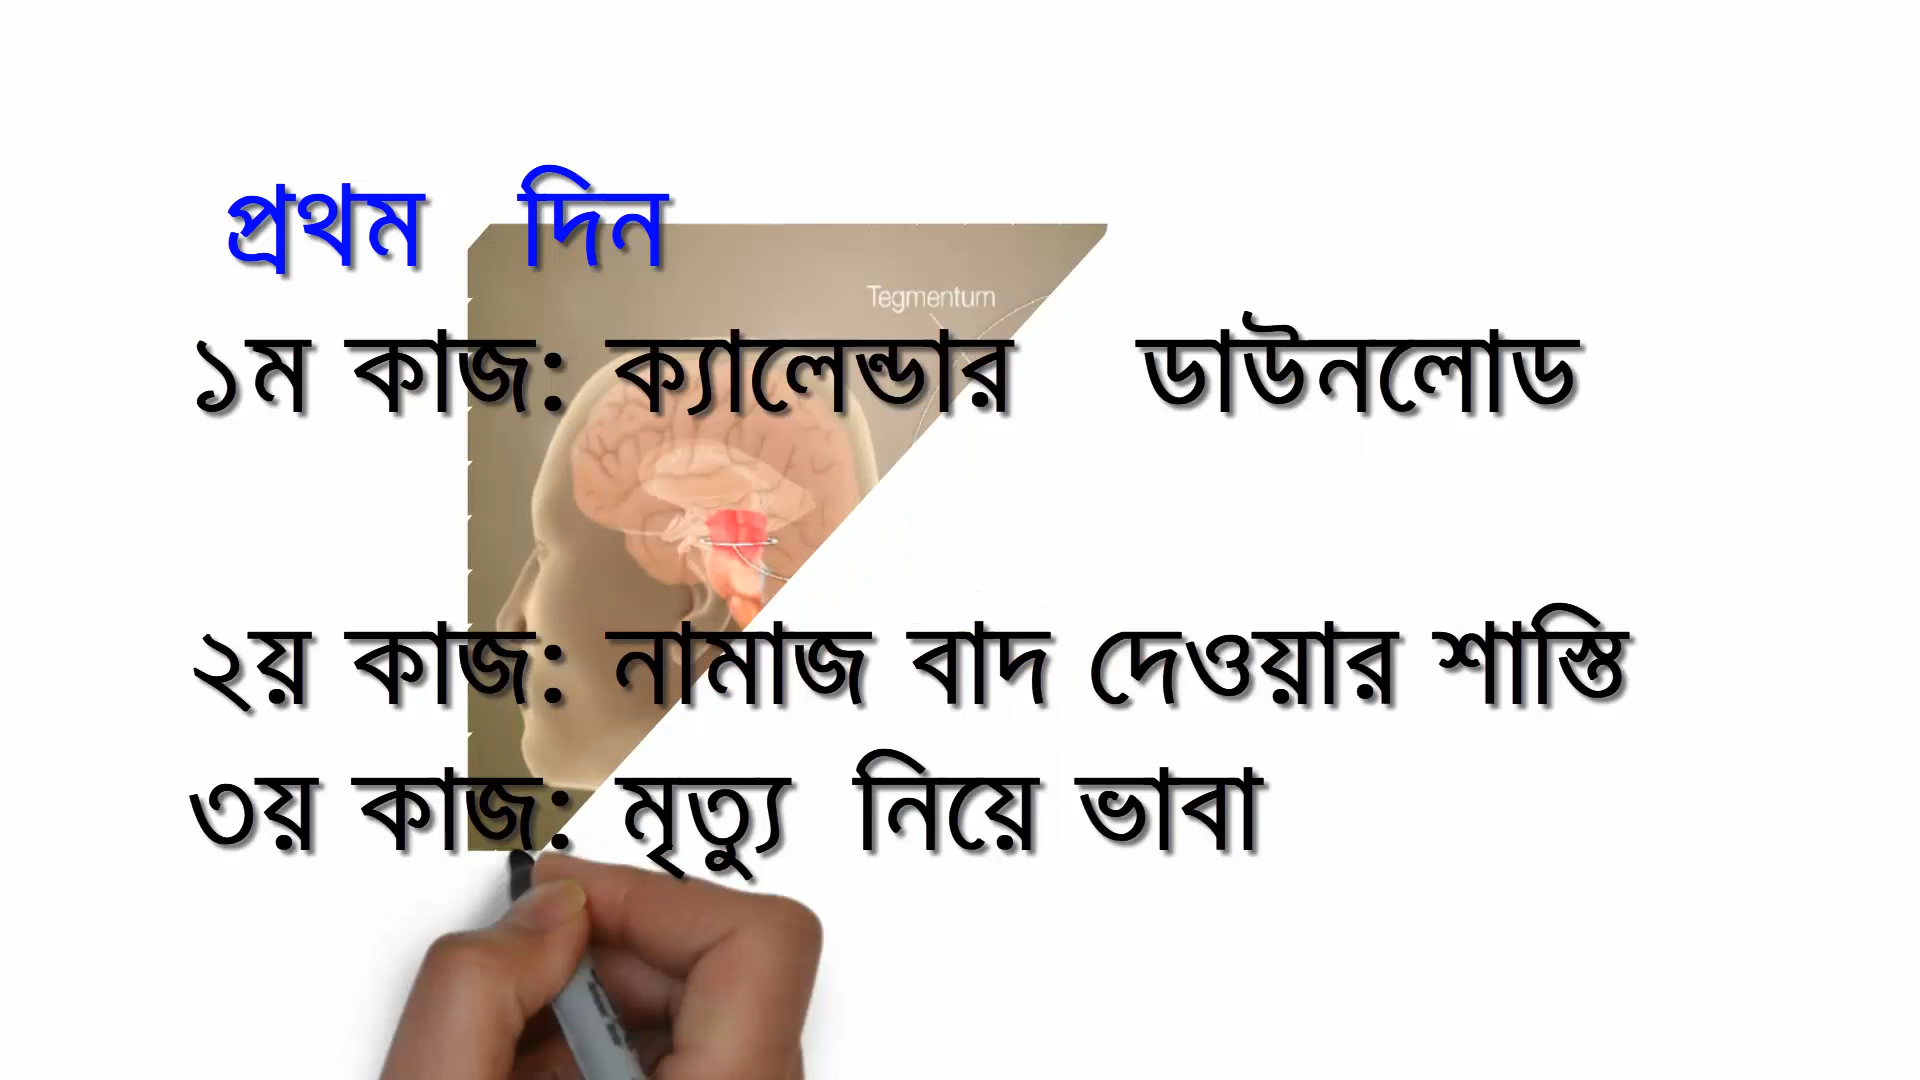 প্রথম দিন
Tegmentum
১ম কাজ: ক্যালেন্ডার ডাউনলোড
২য় কাজ: নামাজ বাদ দেওয়ার শাস্তি
৩য় কাজ: মৃত্যু নিয়ে ভাবা